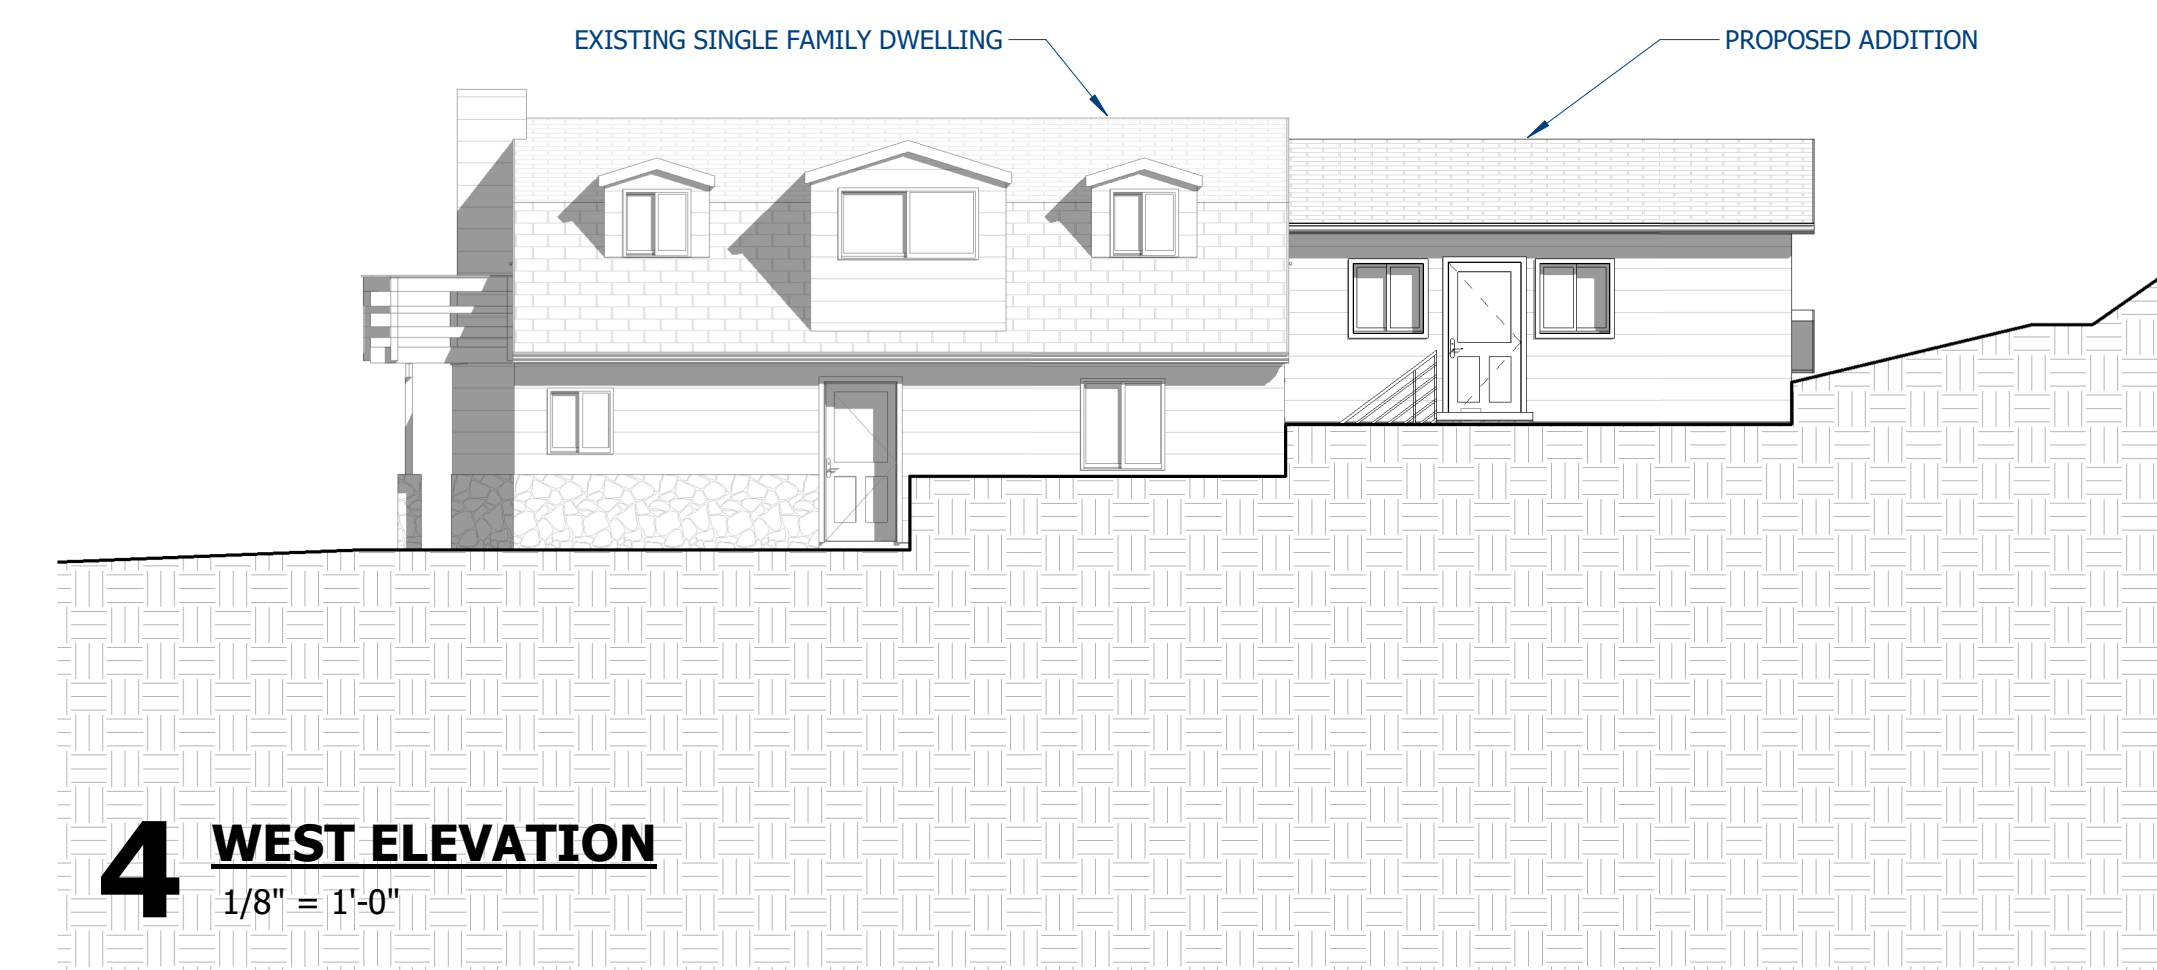 EXISTING SINGLE FAMILY DWELLING
PROPOSED ADDITION
4 WEST ELEVATION
1/8" = 1'-0"